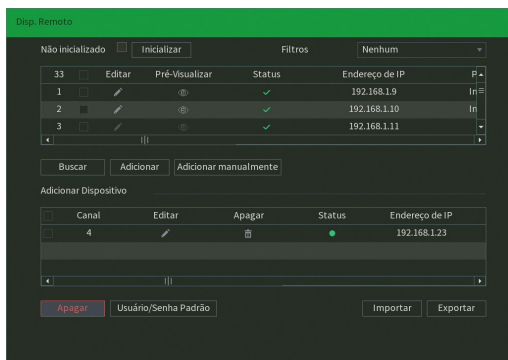 Disp. Remoto
Não inicializado Inicializar Filtros Nenhum
33 Editar Pré-Visualizar Status Endereço de IP P
1 192.168.1.9 In
2 192.168.1.10 In
3 192.168.1.11
Buscar Adicionar Adicionar manualmente
Adicionar Dispositivo
Canal Editar Apagar Status Endereço de IP
4 192.168.1.23
Apagar Usuário/Senha Padrão Importar Exportar